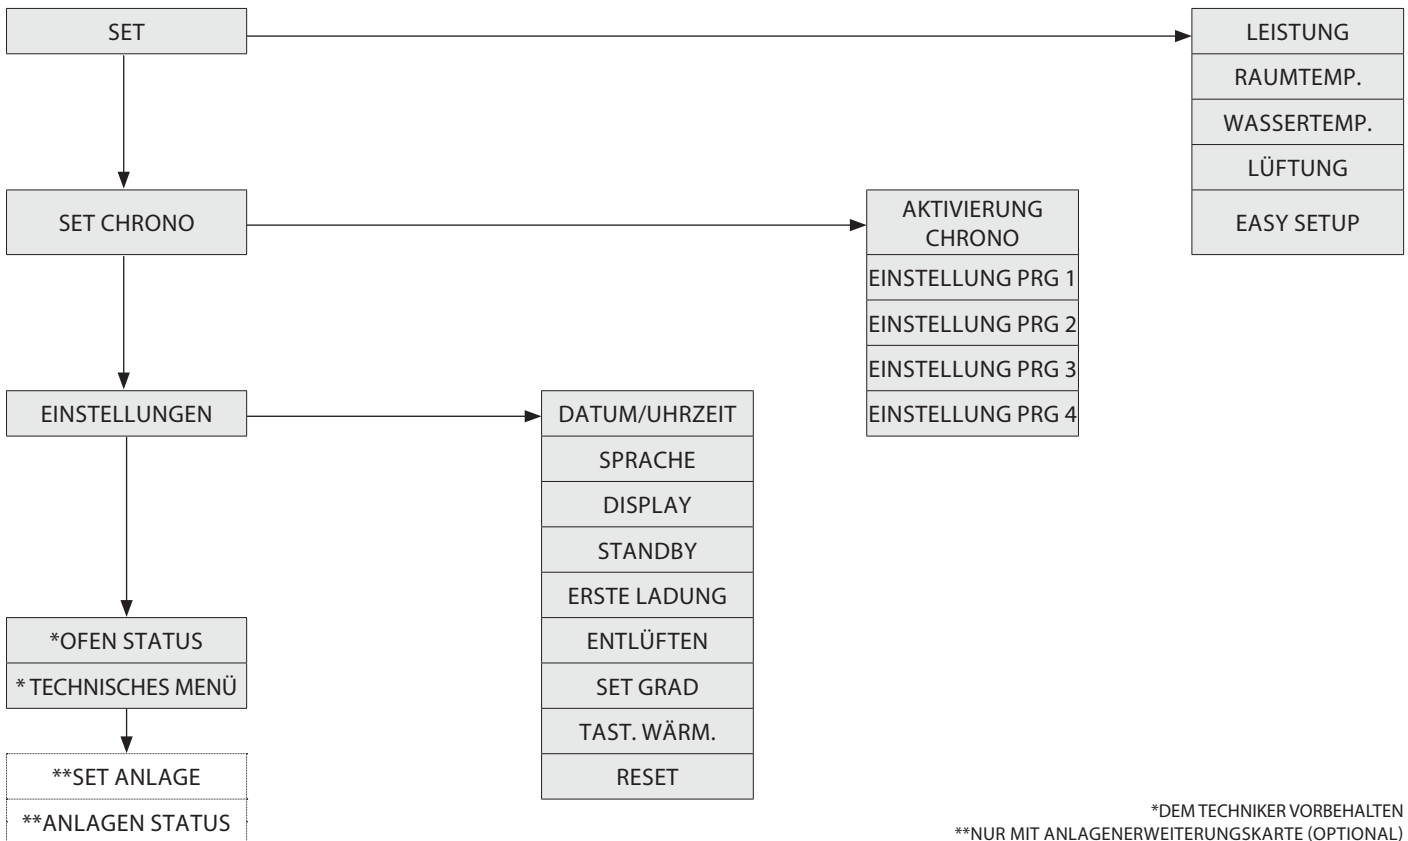 SET
LEISTUNG
RAUMTEMP.
WASSERTEMP.
LÜFTUNG
EASY SETUP
SET CHRONO
AKTIVIERUNG
CHRONO
EINSTELLUNG PRG 1
EINSTELLUNG PRG 2
EINSTELLUNG PRG 3
EINSTELLUNG PRG 4
EINSTELLUNGEN
DATUM/UHRZEIT
SPRACHE
DISPLAY
STANDBY
ERSTE LADUNG
ENTLÜFTEN
SET GRAD
TAST. WÄRM.
RESET
*OFEN STATUS
* TECHNISCHES MENÜ
**SET ANLAGE
**ANLAGEN STATUS
*DEM TECHNIKER VORBEHALTEN
**NUR MIT ANLAGENERWEITERUNGSKARTE (OPTIONAL)